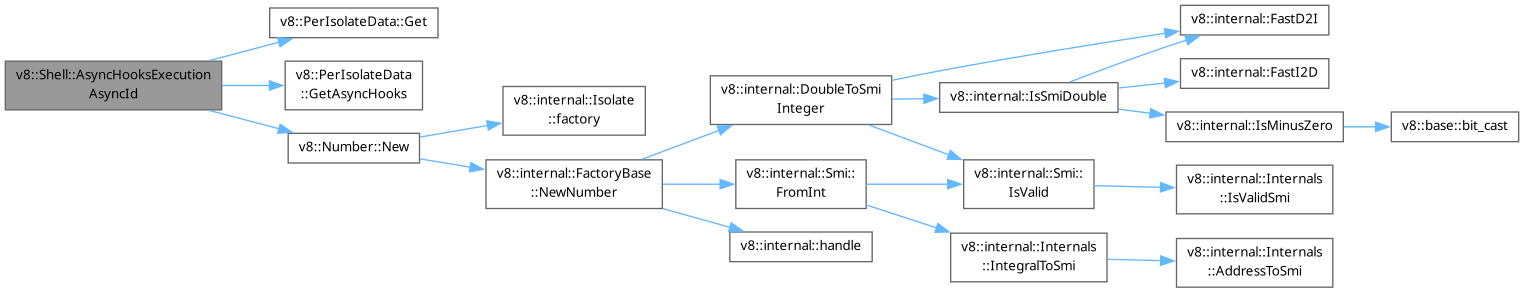 v8::Shell::AsyncHooksExecution
AsyncId
v8::PerIsolateData::Get
v8::PerIsolateData
::GetAsyncHooks
v8::Number::New
v8::internal::Isolate
::factory
v8::internal::FactoryBase
::NewNumber
v8::internal::DoubleToSmi
Integer
v8::internal::Smi::
FromInt
v8::internal::handle
v8::internal::IsSmiDouble
v8::internal::Smi::
IsValid
v8::internal::Internals
::IntegralToSmi
v8::internal::FastD2I
v8::internal::FastI2D
v8::internal::IsMinusZero
v8::internal::Internals
::IsValidSmi
v8::internal::Internals
::AddressToSmi
v8::base::bit_cast